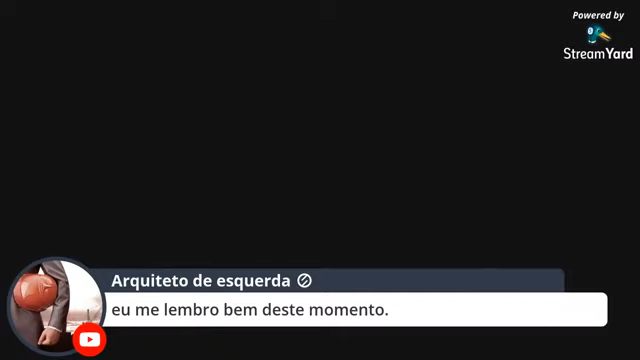 Powered by
StreamYard
Arquiteto de esquerda
eu me lembro bem deste momento.